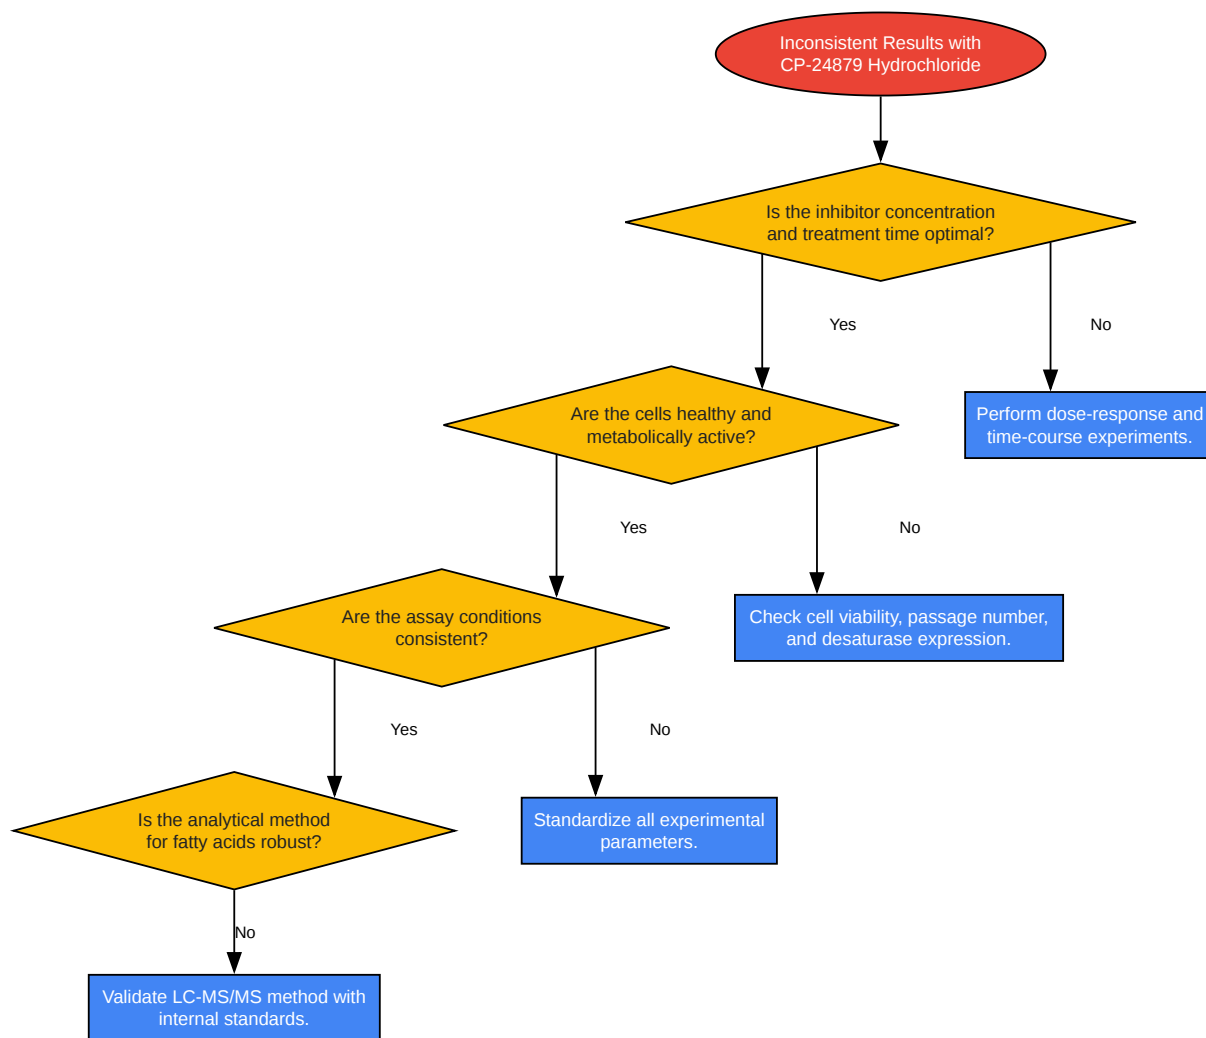 Inconsistent Results with
CP-24879 Hydrochloride
Is the inhibitor concentration
and treatment time optimal?
Yes
No
Are the cells healthy and
metabolically active?
Perform dose-response and
time-course experiments.
Yes
No
Are the assay conditions
consistent?
Check cell viability, passage number,
and desaturase expression.
Yes
No
Is the analytical method
for fatty acids robust?
Standardize all experimental
parameters.
No
Validate LC-MS/MS method with
internal standards.